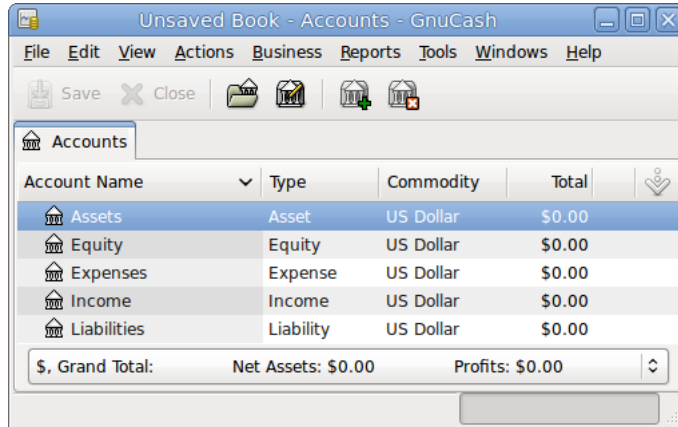 Unsaved Book - Accounts - GnuCash
File Edit View Actions Business Reports Tools Windows Help
Save Close
Accounts
Account Name Type Commodity Total
Assets Asset US Dollar $0.00
Equity Equity US Dollar $0.00
Expenses Expense US Dollar $0.00
Income Income US Dollar $0.00
Liabilities Liability US Dollar $0.00
$, Grand Total: Net Assets: $0.00 Profits: $0.00